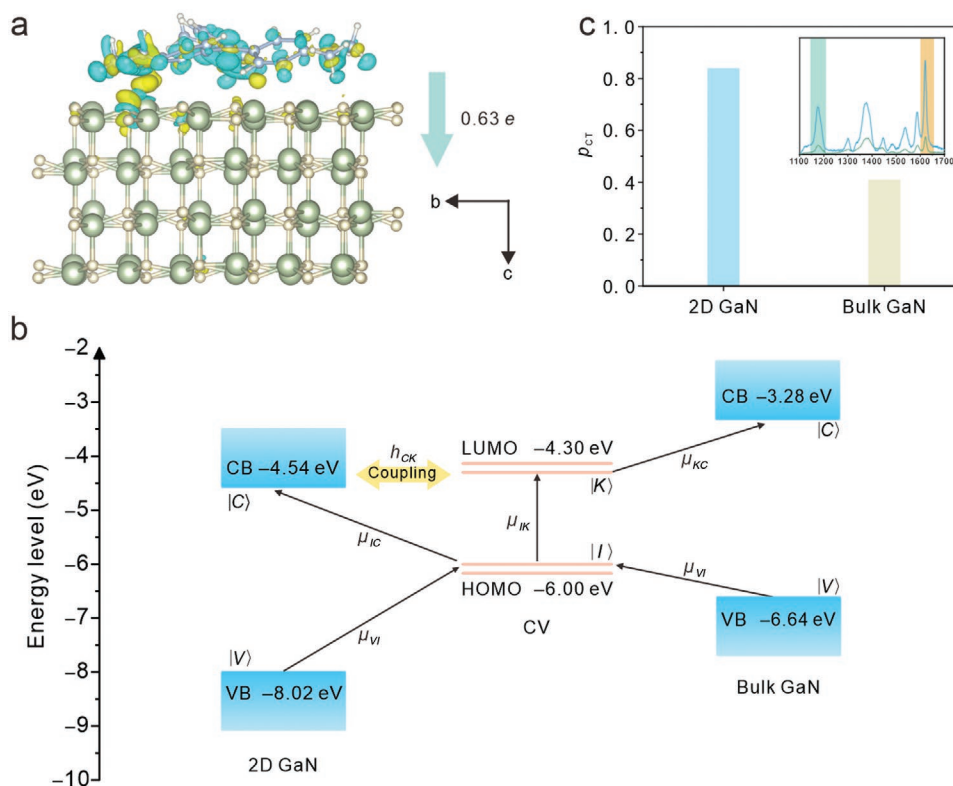 a
0.63 e
b
c
c
p_CT
1.0
0.8
0.6
0.4
0.2
0.0
1100 1200 1300 1400 1500 1600 1700
2D GaN
Bulk GaN
b
Energy level (eV)
−2
−3
−4
−5
−6
−7
−8
−9
−10
CB −4.54 eV
|C⟩
h_CK
Coupling
LUMO −4.30 eV
|K⟩
μ_KC
CB −3.28 eV
|C⟩
μ_IC
μ_IK
|I⟩
HOMO −6.00 eV
CV
μ_VI
|V⟩
VB −8.02 eV
2D GaN
μ_VI
|V⟩
VB −6.64 eV
Bulk GaN